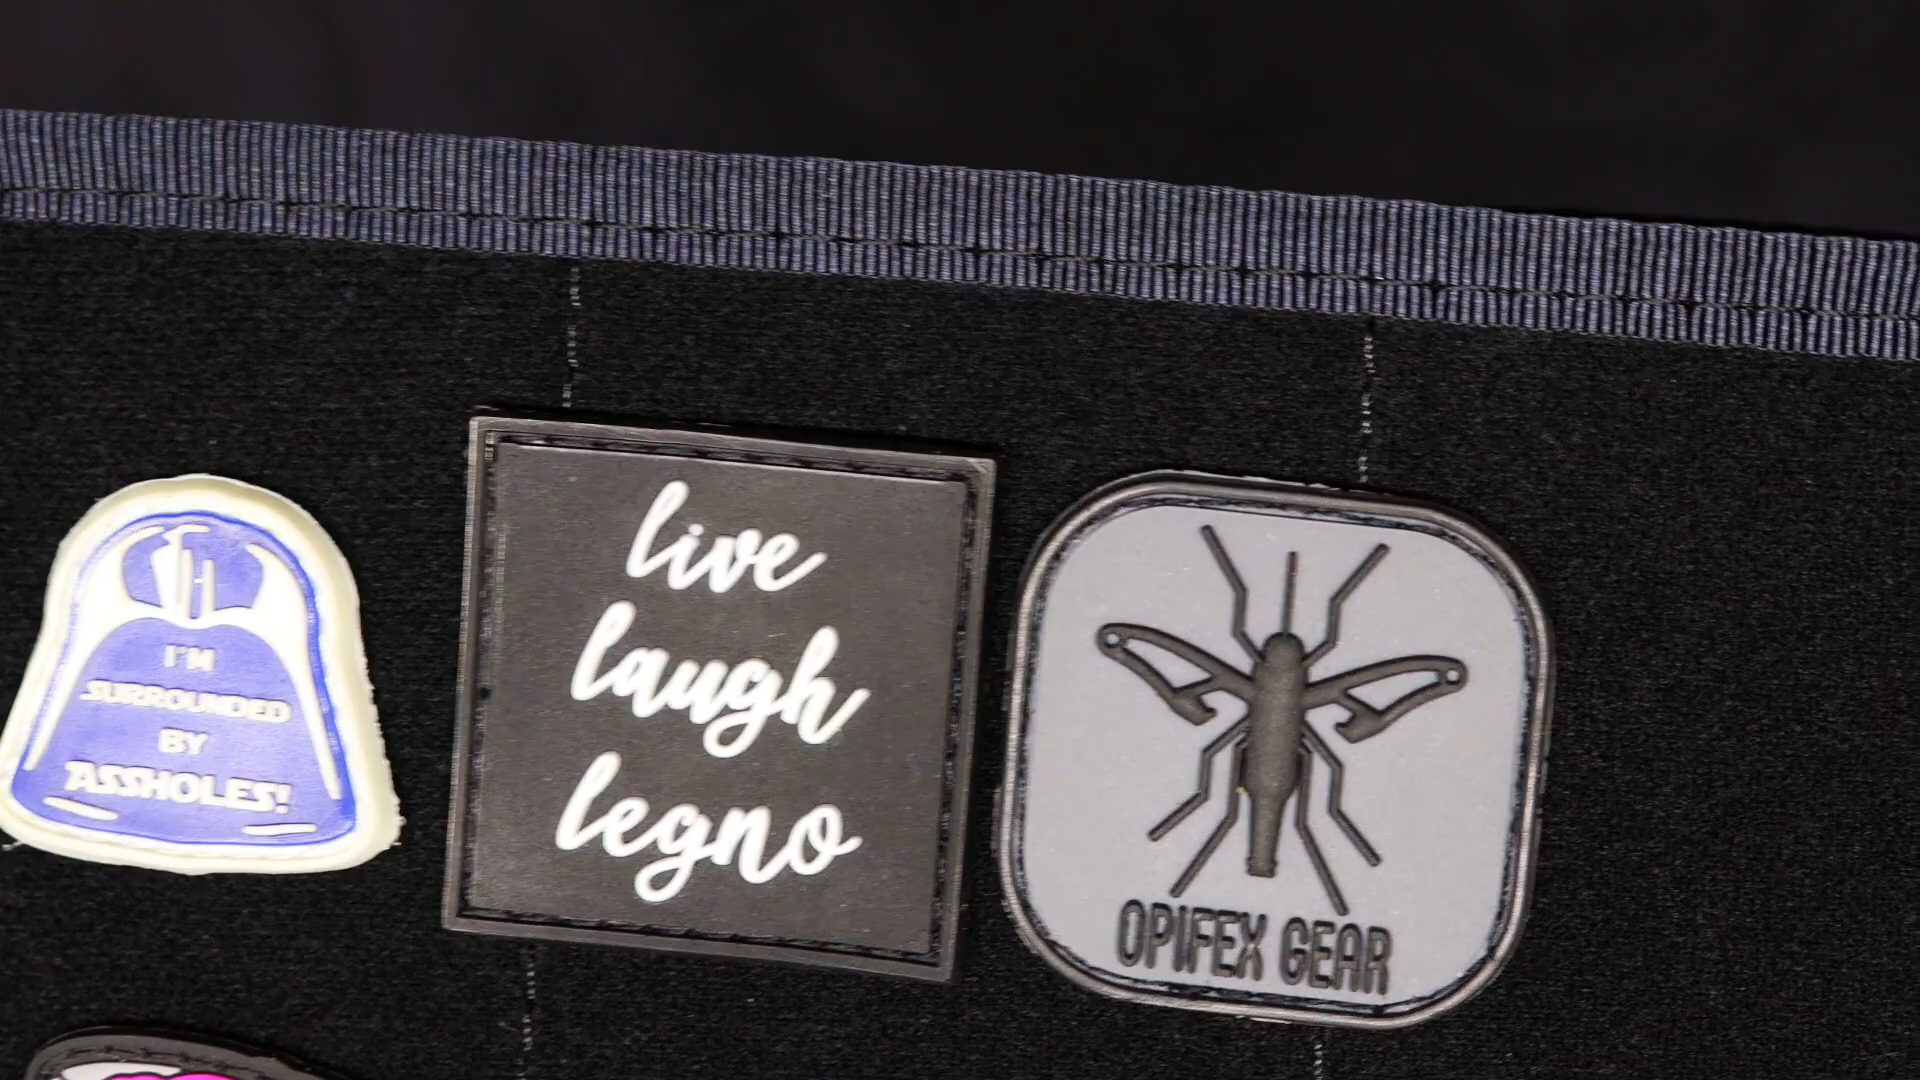 I'M
SURROUNDED
BY
ASSHOLES!
live
laugh
legno
OPIFEX GEAR